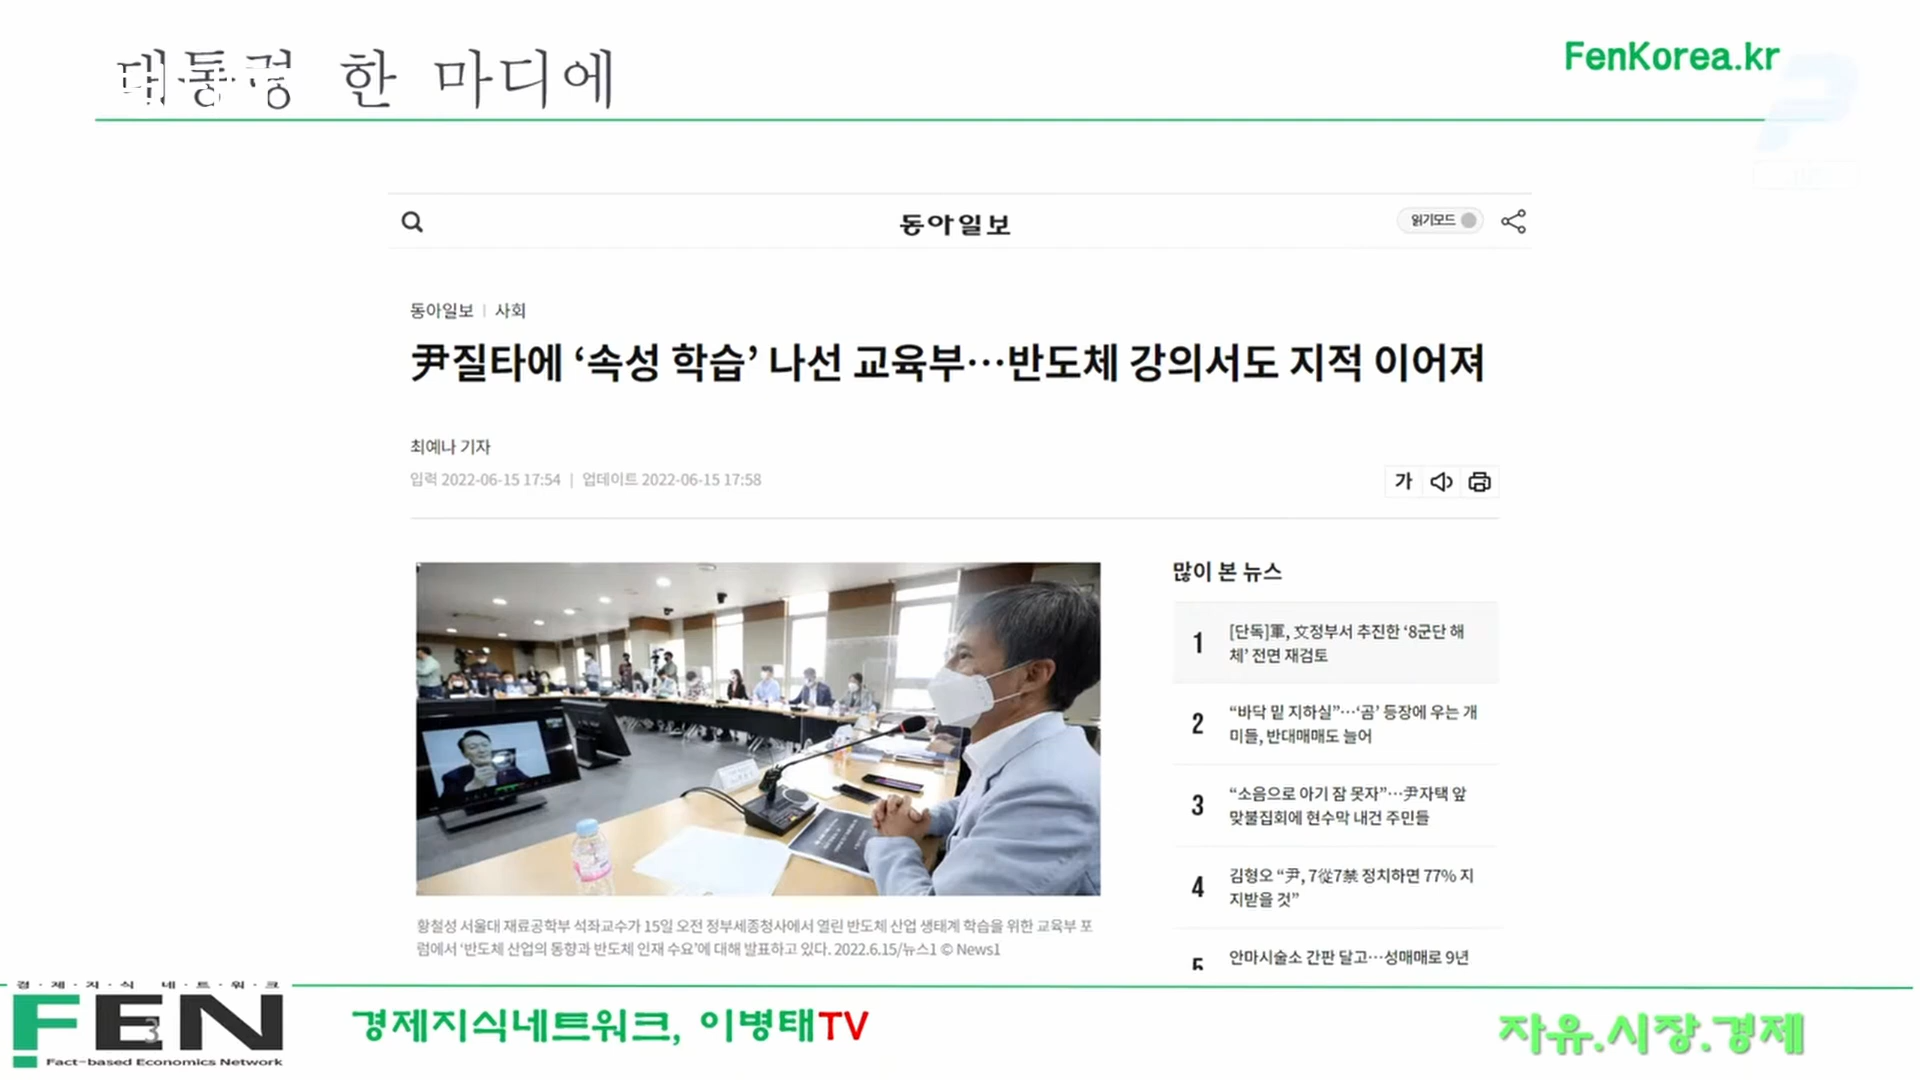 대통령 한 마디에
FenKorea.kr
동아일보
읽기모드
동아일보 | 사회
尹질타에 ‘속성 학습’ 나선 교육부…반도체 강의서도 지적 이어져
최예나 기자
입력 2022-06-15 17:54 | 업데이트 2022-06-15 17:58
가
많이 본 뉴스
1 [단독]軍, 文정부서 추진한 ‘8군단 해
체’ 전면 재검토
2 “바닥 밑 지하실”…‘곰’ 등장에 우는 개
미들, 반대매매도 늘어
3 “소음으로 아기 잠 못자”…尹자택 앞
맞불집회에 현수막 내건 주민들
4 김형오 “尹, 7從7禁 정치하면 77% 지
지받을 것”
5 안마시술소 간판 달고…성매매로 9년
황철성 서울대 재료공학부 석좌교수가 15일 오전 정부세종청사에서 열린 반도체 산업 생태계 학습을 위한 교육부 포
럼에서 ‘반도체 산업의 동향과 반도체 인재 수요’에 대해 발표하고 있다. 2022.6.15/뉴스1 © News1
경·제·지·식 네·트·워·크
FEN
3
Fact-based Economics Network
경제지식네트워크, 이병태TV
자유.시장.경제